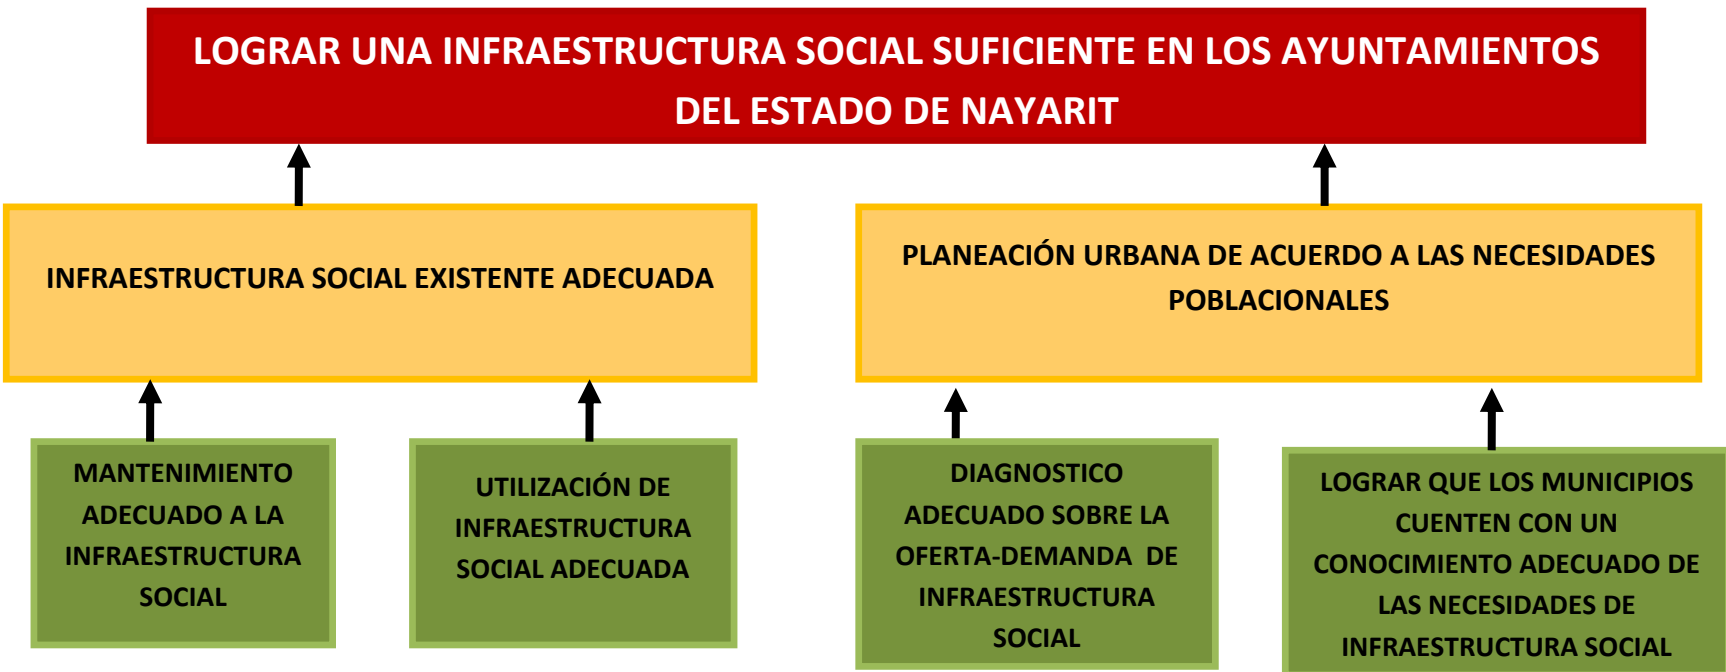 LOGRAR UNA INFRAESTRUCTURA SOCIAL SUFICIENTE EN LOS AYUNTAMIENTOS
DEL ESTADO DE NAYARIT
INFRAESTRUCTURA SOCIAL EXISTENTE ADECUADA
PLANEACIÓN URBANA DE ACUERDO A LAS NECESIDADES
POBLACIONALES
MANTENIMIENTO
ADECUADO A LA
INFRAESTRUCTURA
SOCIAL
UTILIZACIÓN DE
INFRAESTRUCTURA
SOCIAL ADECUADA
DIAGNOSTICO
ADECUADO SOBRE LA
OFERTA-DEMANDA DE
INFRAESTRUCTURA
SOCIAL
LOGRAR QUE LOS MUNICIPIOS
CUENTEN CON UN
CONOCIMIENTO ADECUADO DE
LAS NECESIDADES DE
INFRAESTRUCTURA SOCIAL